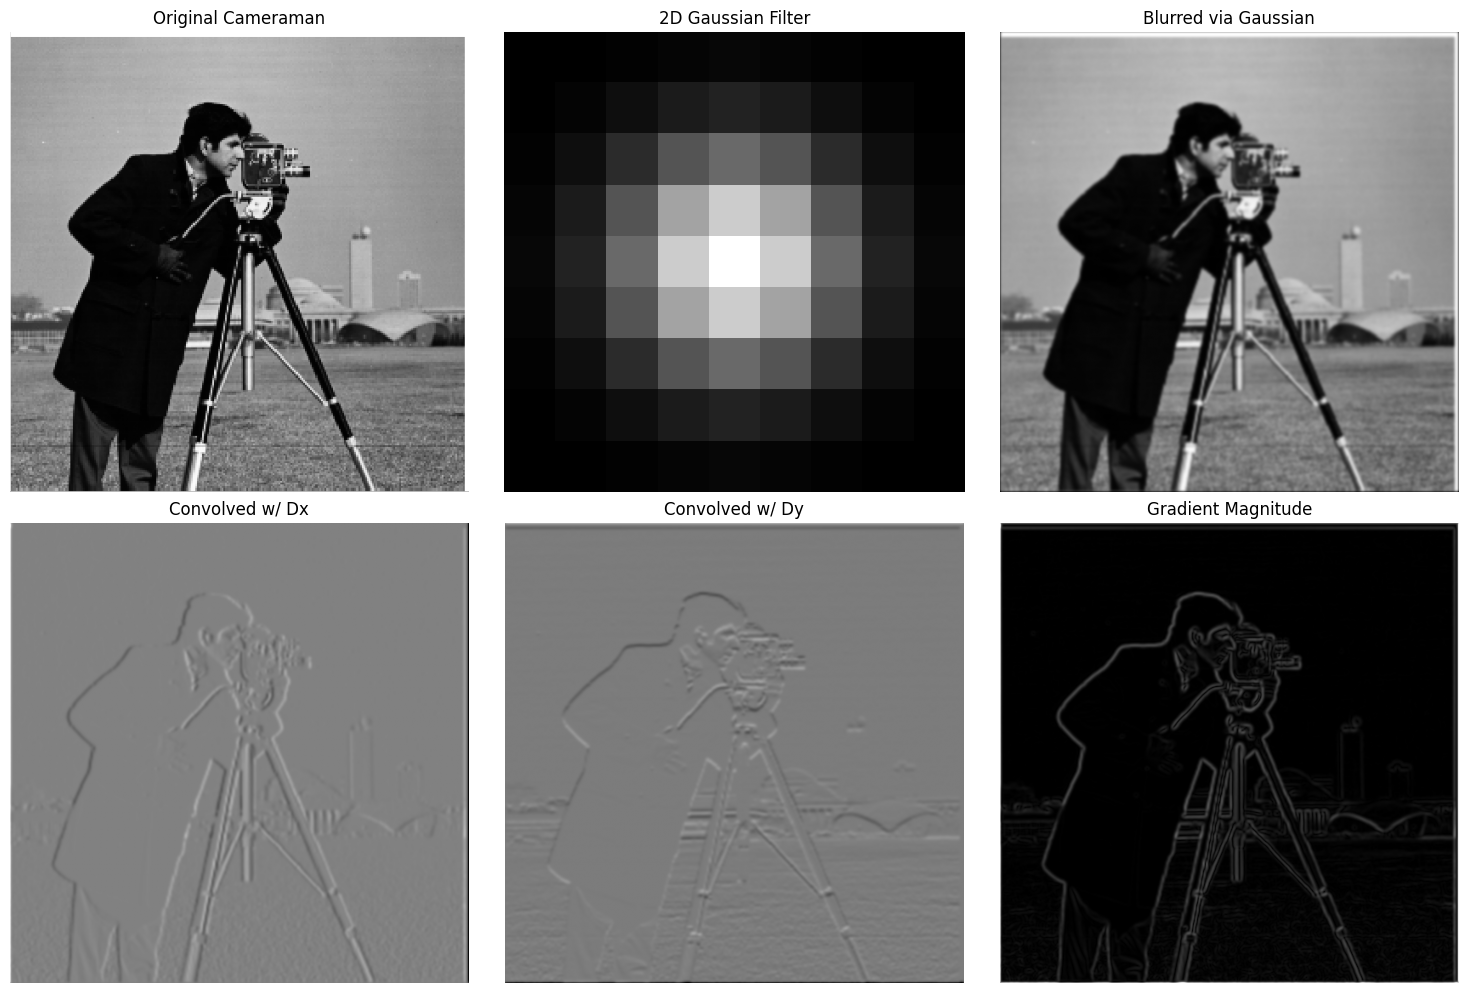 Original Cameraman
2D Gaussian Filter
Blurred via Gaussian
Convolved w/ Dx
Convolved w/ Dy
Gradient Magnitude